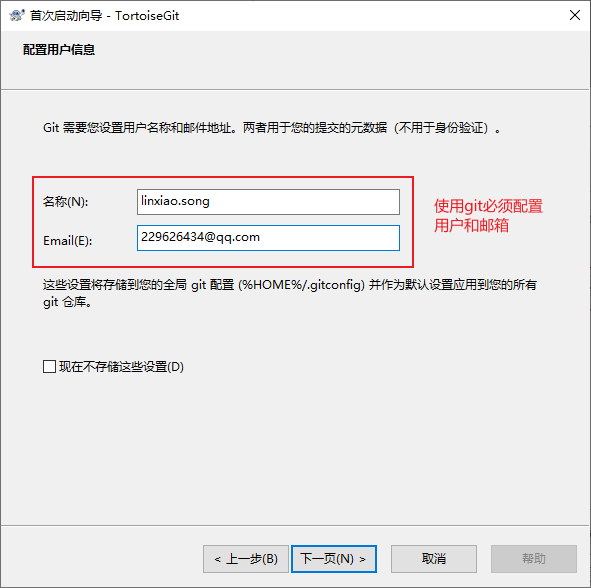 首次启动向导 - TortoiseGit
配置用户信息
Git 需要您设置用户名称和邮件地址。两者用于您的提交的元数据（不用于身份验证）。
名称(N):
linxiao.song
Email(E):
229626434@qq.com
使用git必须配置
用户和邮箱
这些设置将存储到您的全局 git 配置 (%HOME%/.gitconfig) 并作为默认设置应用到您的所有
git 仓库。
现在不存储这些设置(D)
< 上一步(B)
下一页(N) >
取消
帮助